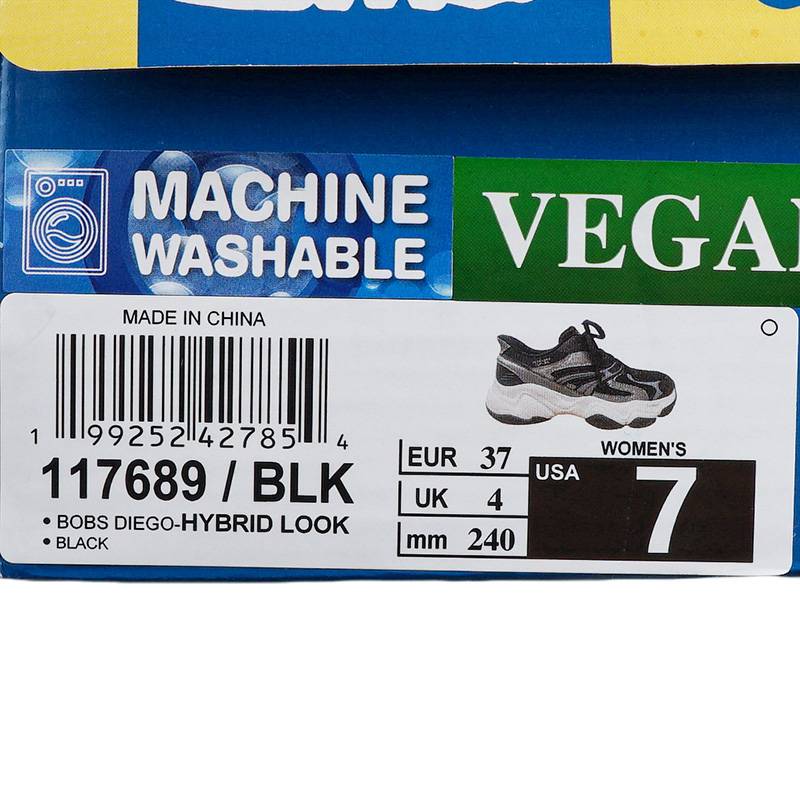 MACHINE
WASHABLE
VEGA
MADE IN CHINA
1 99252 42785 4
117689 / BLK
• BOBS DIEGO-HYBRID LOOK
• BLACK
EUR 37
UK 4
mm 240
WOMEN'S
USA 7